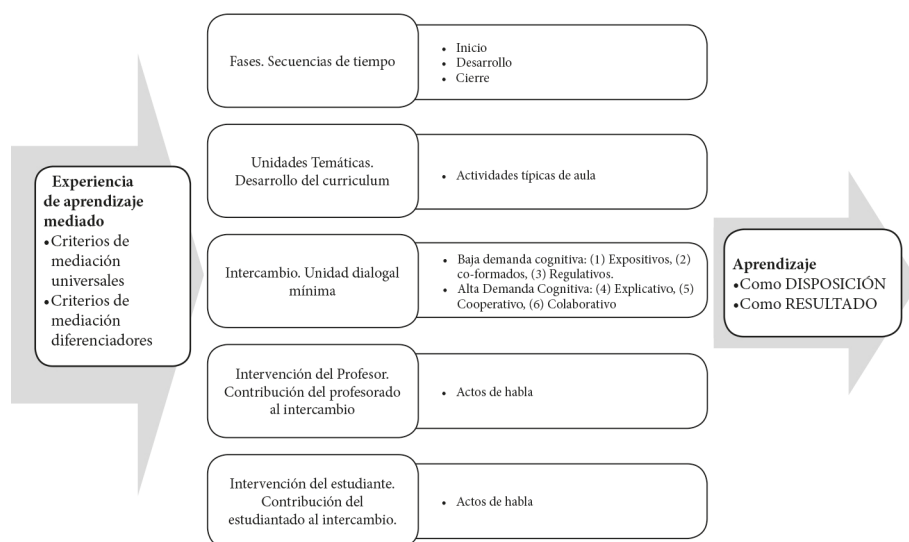 Experiencia
de aprendizaje
mediado
•Criterios de
mediación
universales
•Criterios de
mediación
diferenciadores
Fases. Secuencias de tiempo
• Inicio
• Desarrollo
• Cierre
Unidades Temáticas.
Desarrollo del curriculum
• Actividades típicas de aula
Intercambio. Unidad dialogal
mínima
• Baja demanda cognitiva: (1) Expositivos, (2)
co-formados, (3) Regulativos.
• Alta Demanda Cognitiva: (4) Explicativo, (5)
Cooperativo, (6) Colaborativo
Intervención del Profesor.
Contribución del profesorado
al intercambio
• Actos de habla
Intervención del estudiante.
Contribución del
estudiantado al intercambio.
• Actos de habla
Aprendizaje
•Como DISPOSICIÓN
•Como RESULTADO